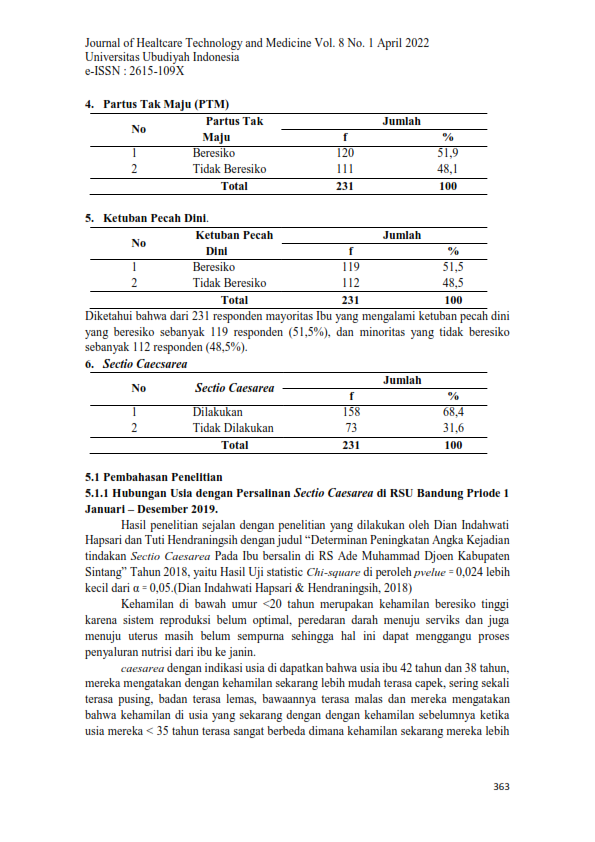 Journal of Healtcare Technology and Medicine Vol. 8 No. 1 April 2022
Universitas Ubudiyah Indonesia
e-ISSN : 2615-109X
4. Partus Tak Maju (PTM)
No Partus Tak Maju Jumlah
f %
1 Beresiko 120 51,9
2 Tidak Beresiko 111 48,1
Total 231 100
5. Ketuban Pecah Dini.
No Ketuban Pecah Dini Jumlah
f %
1 Beresiko 119 51,5
2 Tidak Beresiko 112 48,5
Total 231 100
Diketahui bahwa dari 231 responden mayoritas Ibu yang mengalami ketuban pecah dini
yang beresiko sebanyak 119 responden (51,5%), dan minoritas yang tidak beresiko
sebanyak 112 responden (48,5%).
6. Sectio Caecsarea
No Sectio Caesarea Jumlah
f %
1 Dilakukan 158 68,4
2 Tidak Dilakukan 73 31,6
Total 231 100
5.1 Pembahasan Penelitian
5.1.1 Hubungan Usia dengan Persalinan Sectio Caesarea di RSU Bandung Priode 1
Januari – Desember 2019.
Hasil penelitian sejalan dengan penelitian yang dilakukan oleh Dian Indahwati
Hapsari dan Tuti Hendraningsih dengan judul “Determinan Peningkatan Angka Kejadian
tindakan Sectio Caesarea Pada Ibu bersalin di RS Ade Muhammad Djoen Kabupaten
Sintang” Tahun 2018, yaitu Hasil Uji statistic Chi-square di peroleh pvelue = 0,024 lebih
kecil dari α = 0,05.(Dian Indahwati Hapsari & Hendraningsih, 2018)
Kehamilan di bawah umur <20 tahun merupakan kehamilan beresiko tinggi
karena sistem reproduksi belum optimal, peredaran darah menuju serviks dan juga
menuju uterus masih belum sempurna sehingga hal ini dapat menggangu proses
penyaluran nutrisi dari ibu ke janin.
caesarea dengan indikasi usia di dapatkan bahwa usia ibu 42 tahun dan 38 tahun,
mereka mengatakan dengan kehamilan sekarang lebih mudah terasa capek, sering sekali
terasa pusing, badan terasa lemas, bawaannya terasa malas dan mereka mengatakan
bahwa kehamilan di usia yang sekarang dengan dengan kehamilan sebelumnya ketika
usia mereka < 35 tahun terasa sangat berbeda dimana kehamilan sekarang mereka lebih
363